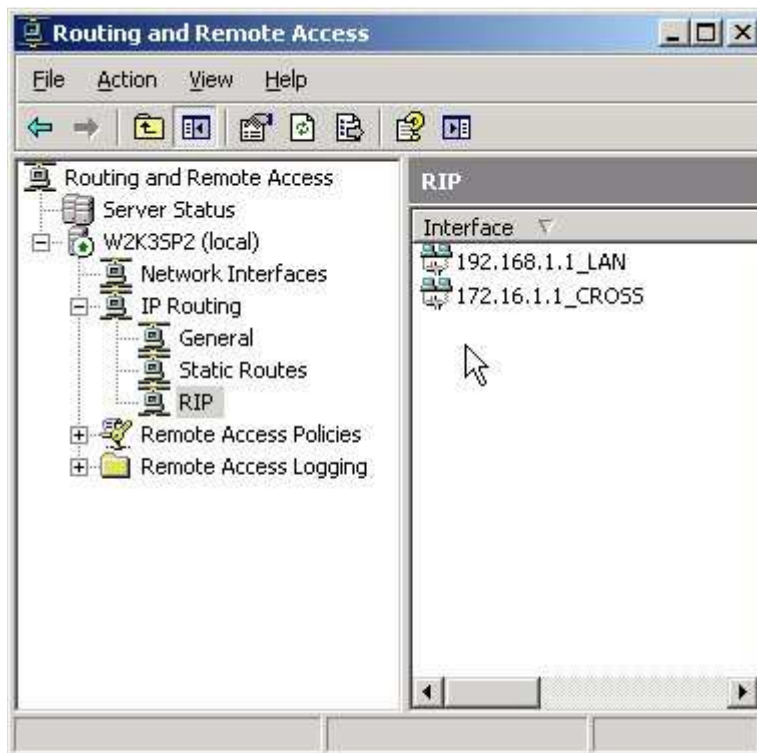 Routing and Remote Access
File Action View Help
Routing and Remote Access
Server Status
W2K3SP2 (local)
Network Interfaces
IP Routing
General
Static Routes
RIP
Remote Access Policies
Remote Access Logging
RIP
Interface
192.168.1.1_LAN
172.16.1.1_CROSS